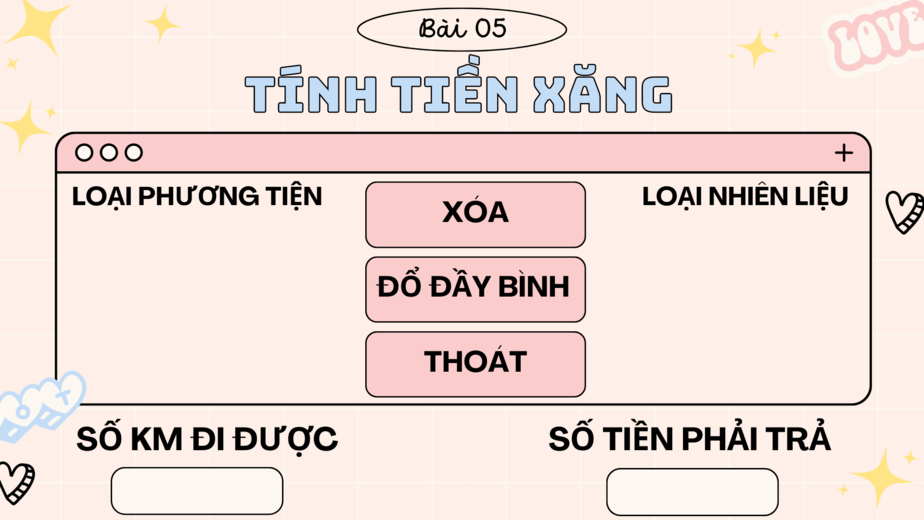 Bài 05
TÍNH TIỀN XĂNG
LOVE
LOẠI PHƯƠNG TIỆN
XÓA
LOẠI NHIÊN LIỆU
ĐỔ ĐẦY BÌNH
THOÁT
SỐ KM ĐI ĐƯỢC
SỐ TIỀN PHẢI TRẢ